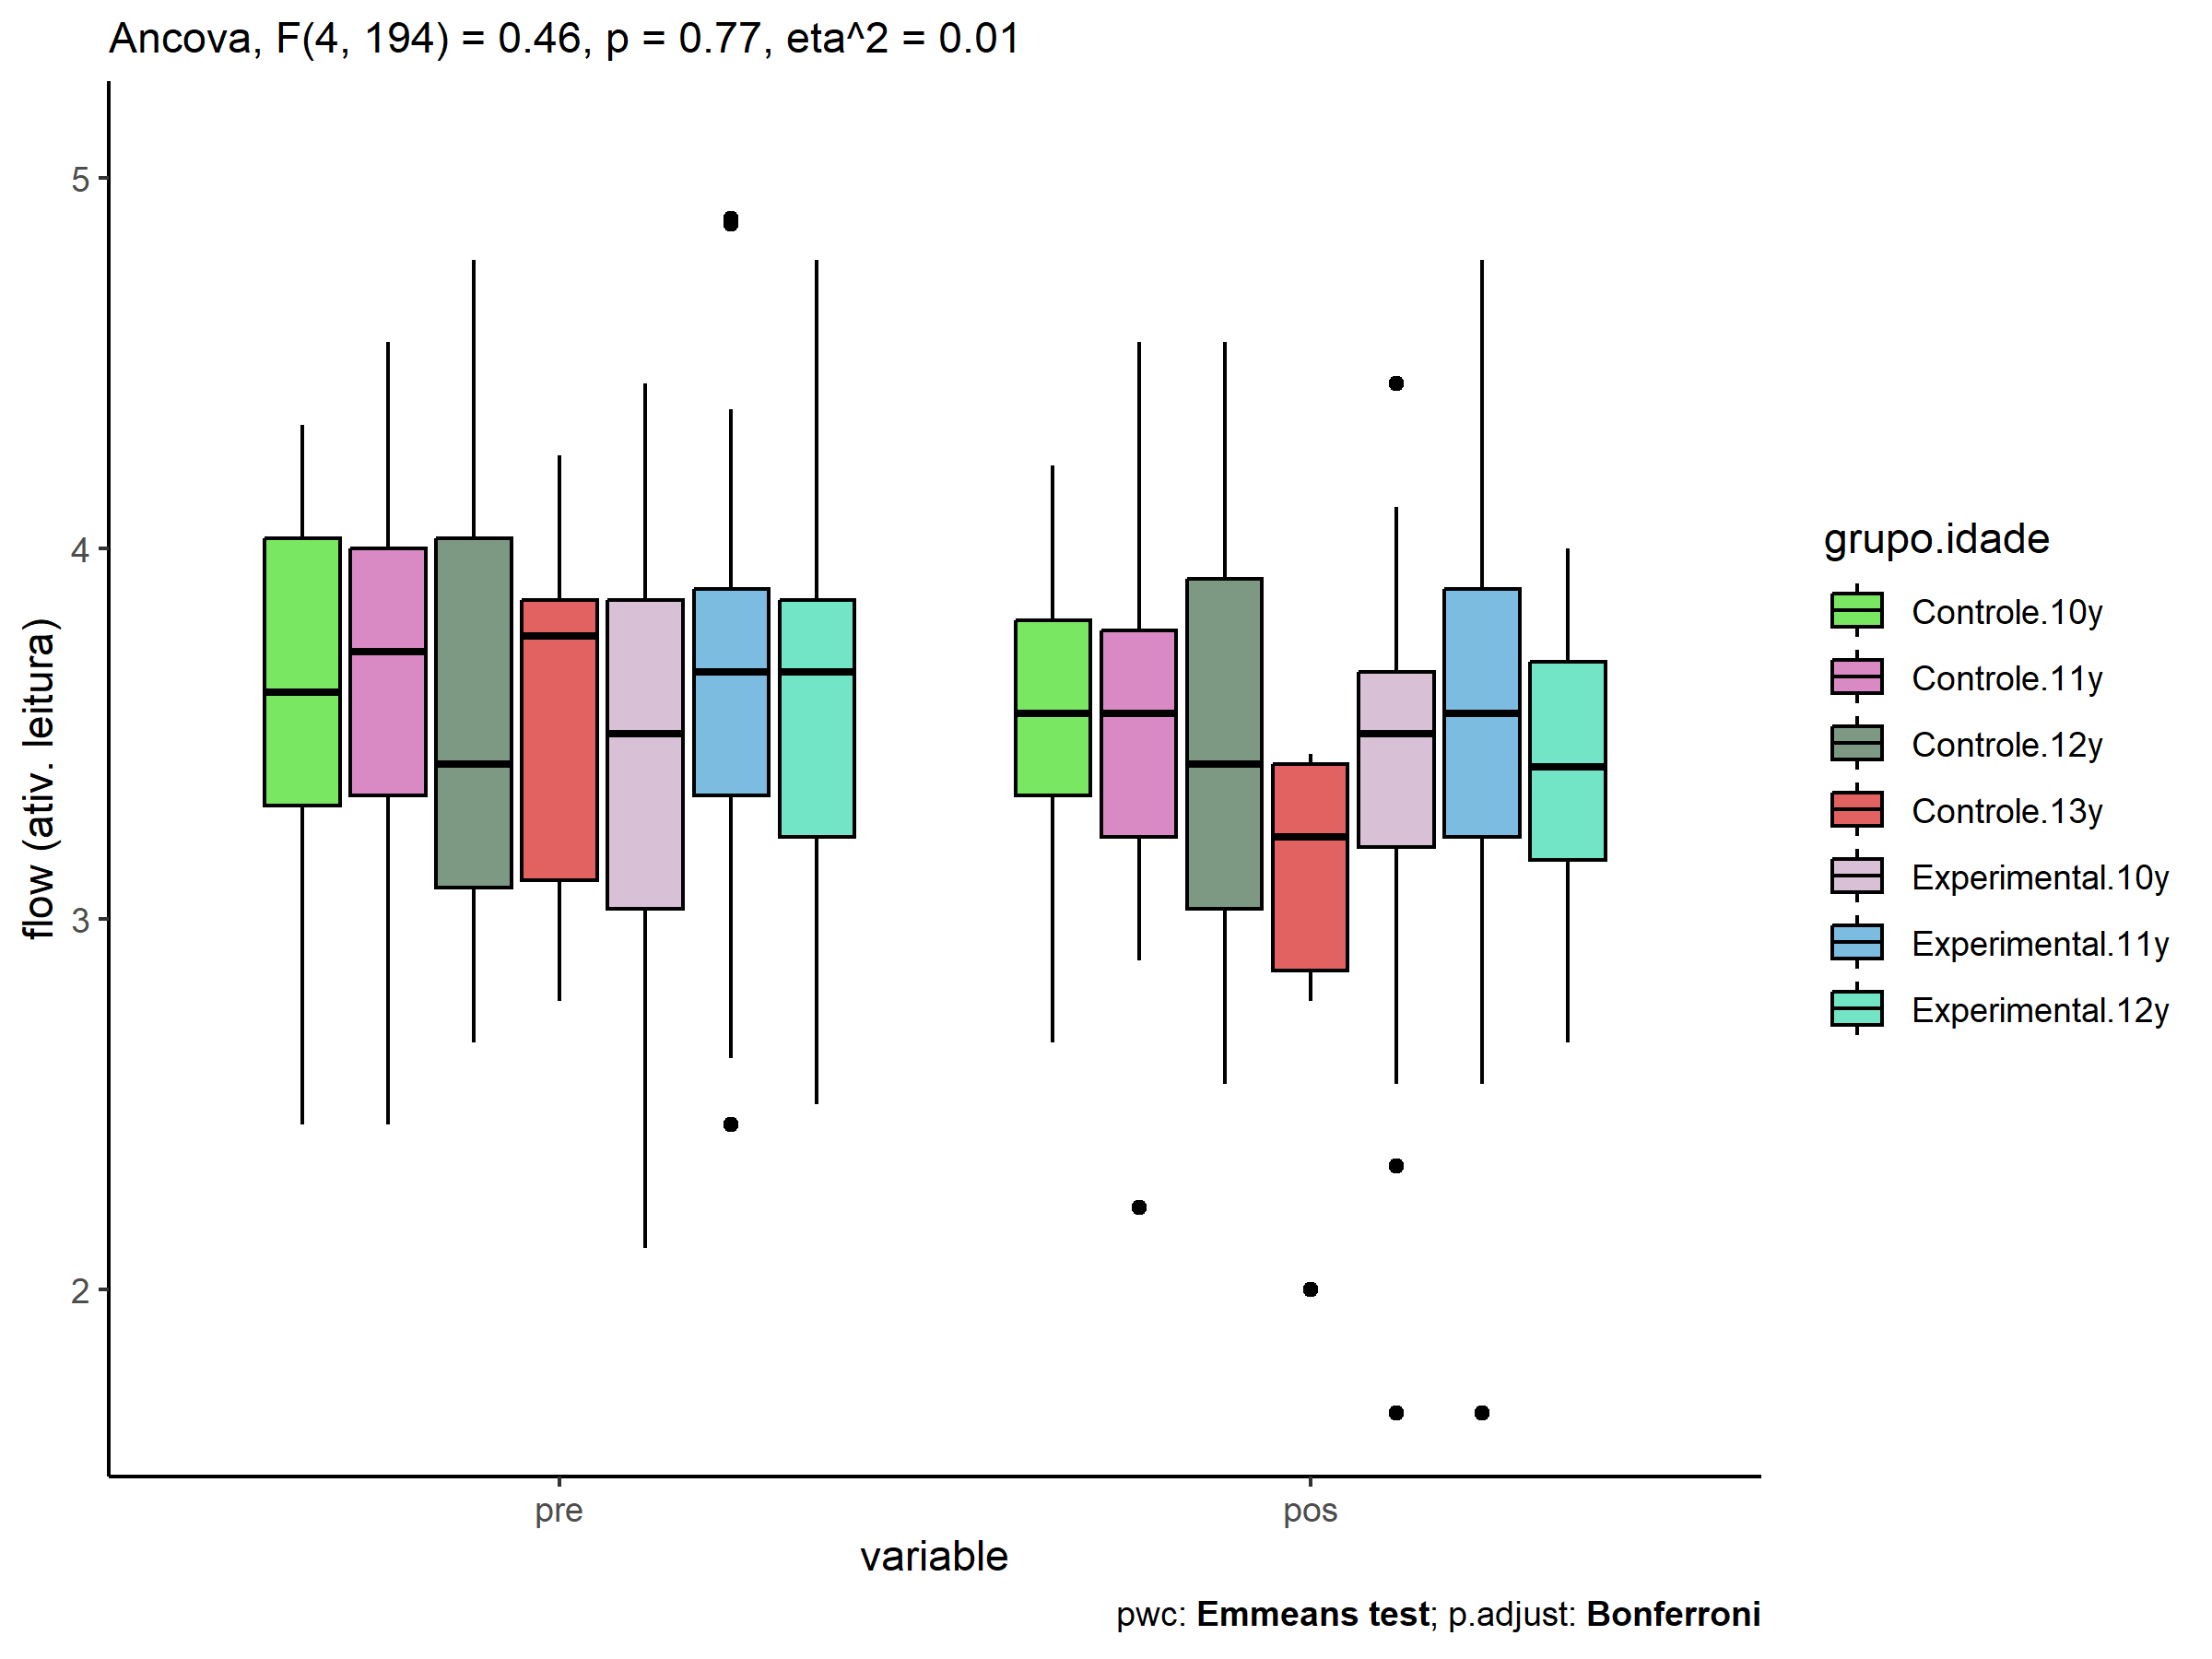 Ancova, F(4, 194) = 0.46, p = 0.77, eta^2 = 0.01
flow (ativ. leitura)
5
4
3
2
pre
pos
variable
grupo.idade
Controle.10y
Controle.11y
Controle.12y
Controle.13y
Experimental.10y
Experimental.11y
Experimental.12y
pwc: Emmeans test; p.adjust: Bonferroni